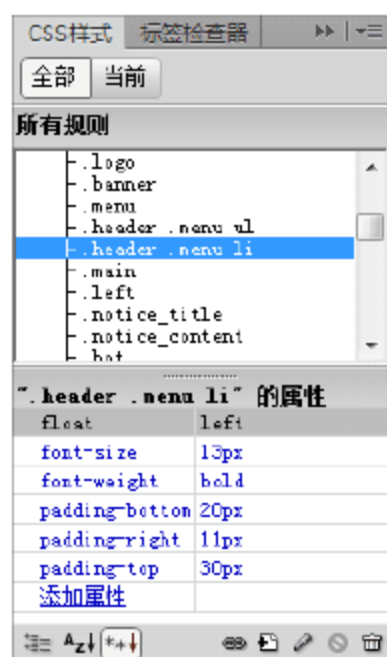 CSS样式 标签检查器
全部 当前
所有规则
.logo
.banner
.menu
.header .menu ul
.header .menu li
.main
.left
.notice_title
.notice_content
.hot
".header .menu li" 的属性
float left
font-size 13px
font-weight bold
padding-bottom 20px
padding-right 11px
padding-top 30px
添加属性
AZ↓ *+↓